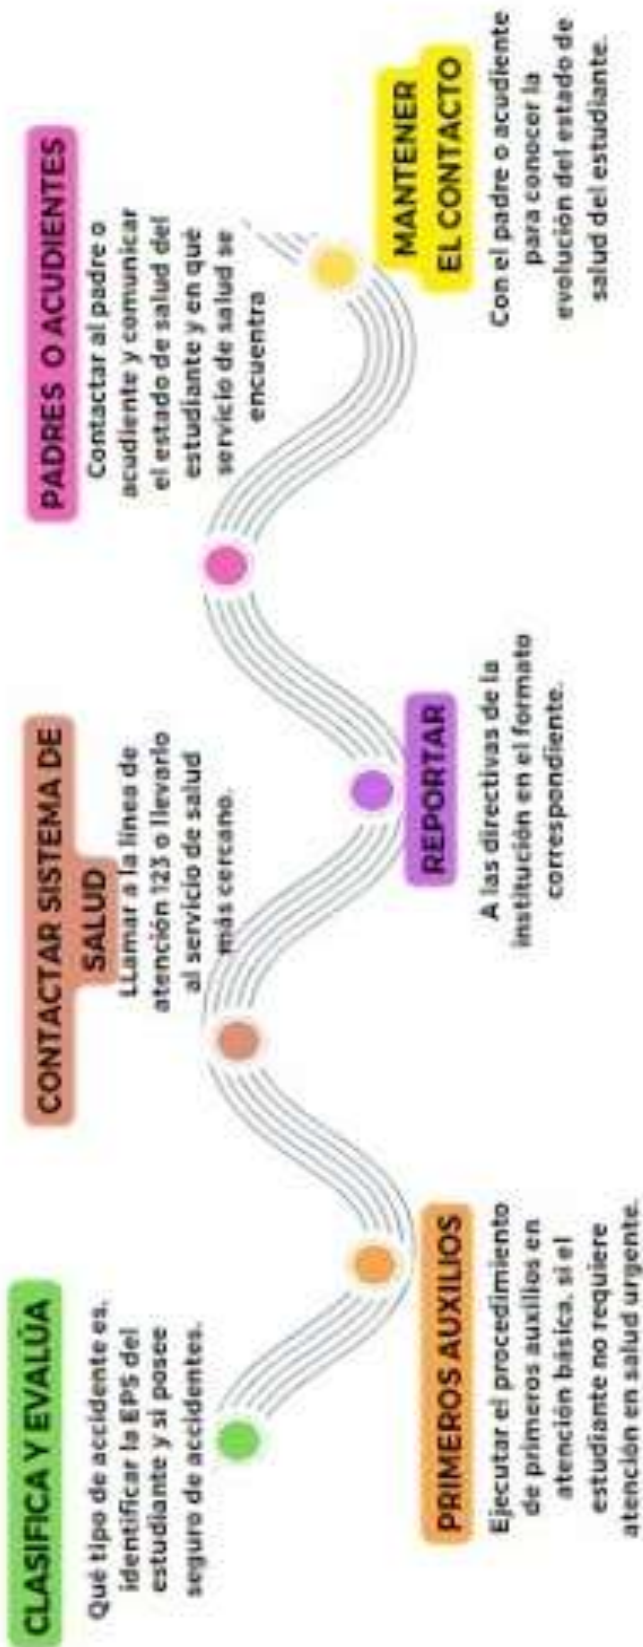 CLASIFICA Y EVALÚA
Qué tipo de accidente es,
identificar la EPS del
estudiante y si posee
seguro de accidentes.
PRIMEROS AUXILIOS
Ejecutar el procedimiento
de primeros auxilios en
atención básica, si el
estudiante no requiere
atención en salud urgente.
CONTACTAR SISTEMA DE
SALUD
LLamar a la línea de
atención 123 o llevarlo
al servicio de salud
más cercano.
REPORTAR
A las directivas de la
institución en el formato
correspondiente.
PADRES O ACUDIENTES
Contactar al padre o
acudiente y comunicar
el estado de salud del
estudiante y en qué
servicio de salud se
encuentra
MANTENER
EL CONTACTO
Con el padre o acudiente
para conocer la
evolución del estado de
salud del estudiante.